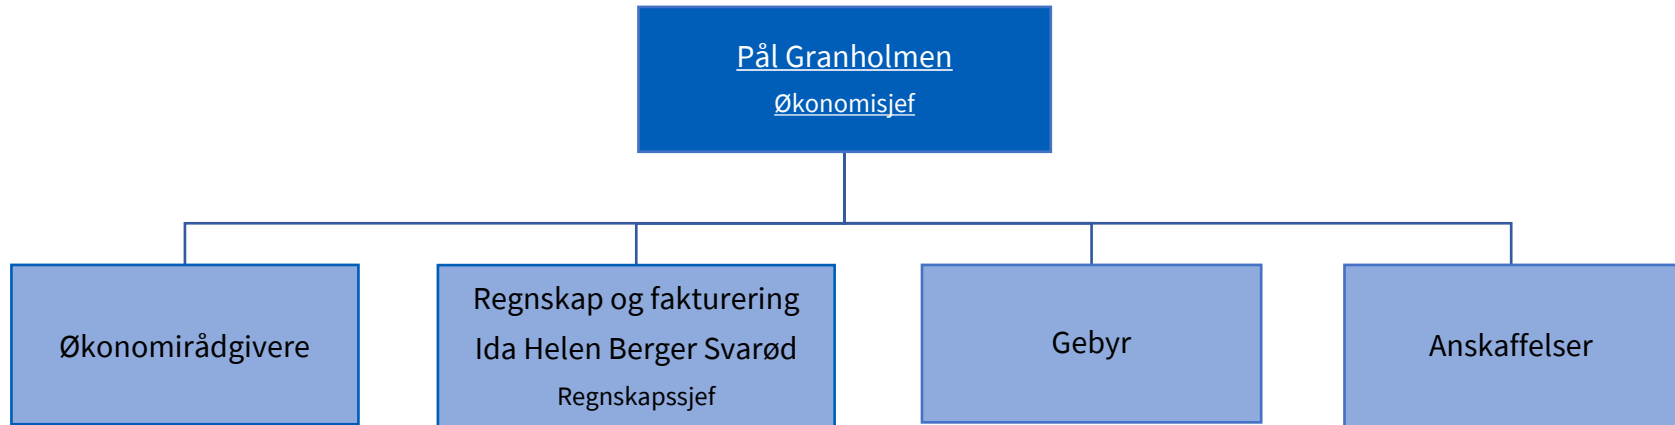 Pål Granholmen
Økonomisjef
Økonomirådgivere
Regnskap og fakturering
Ida Helen Berger Svarød
Regnskapssjef
Gebyr
Anskaffelser